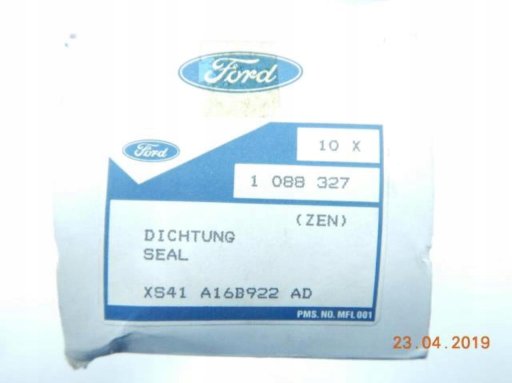 Ford
Ford
10 X
1 088 327
(ZEN)
DICHTUNG
SEAL
XS41 A16B922 AD
PMS. NO. MFL 001
23.04.2019